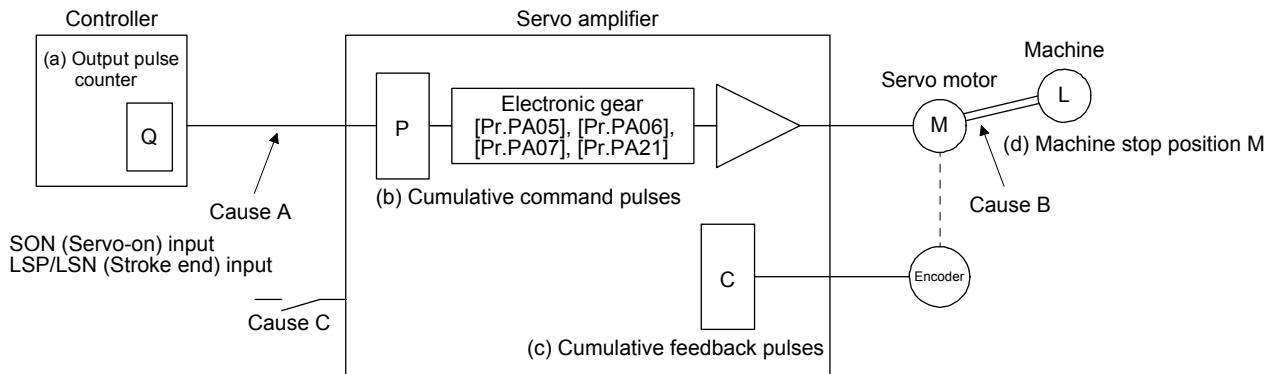 Controller
(a) Output pulse
counter
Q
Servo amplifier
P
Electronic gear
[Pr.PA05], [Pr.PA06],
[Pr.PA07], [Pr.PA21]
(b) Cumulative command pulses
Servo motor
M
Machine
L
(d) Machine stop position M
Cause A
Cause B
SON (Servo-on) input
LSP/LSN (Stroke end) input
Cause C
C
Encoder
(c) Cumulative feedback pulses